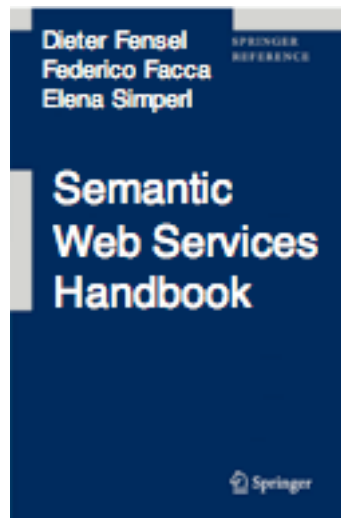 Dieter Fensel
Federico Facca
Elena Simperl
SPRINGER
REFERENCE
Semantic
Web Services
Handbook
Springer